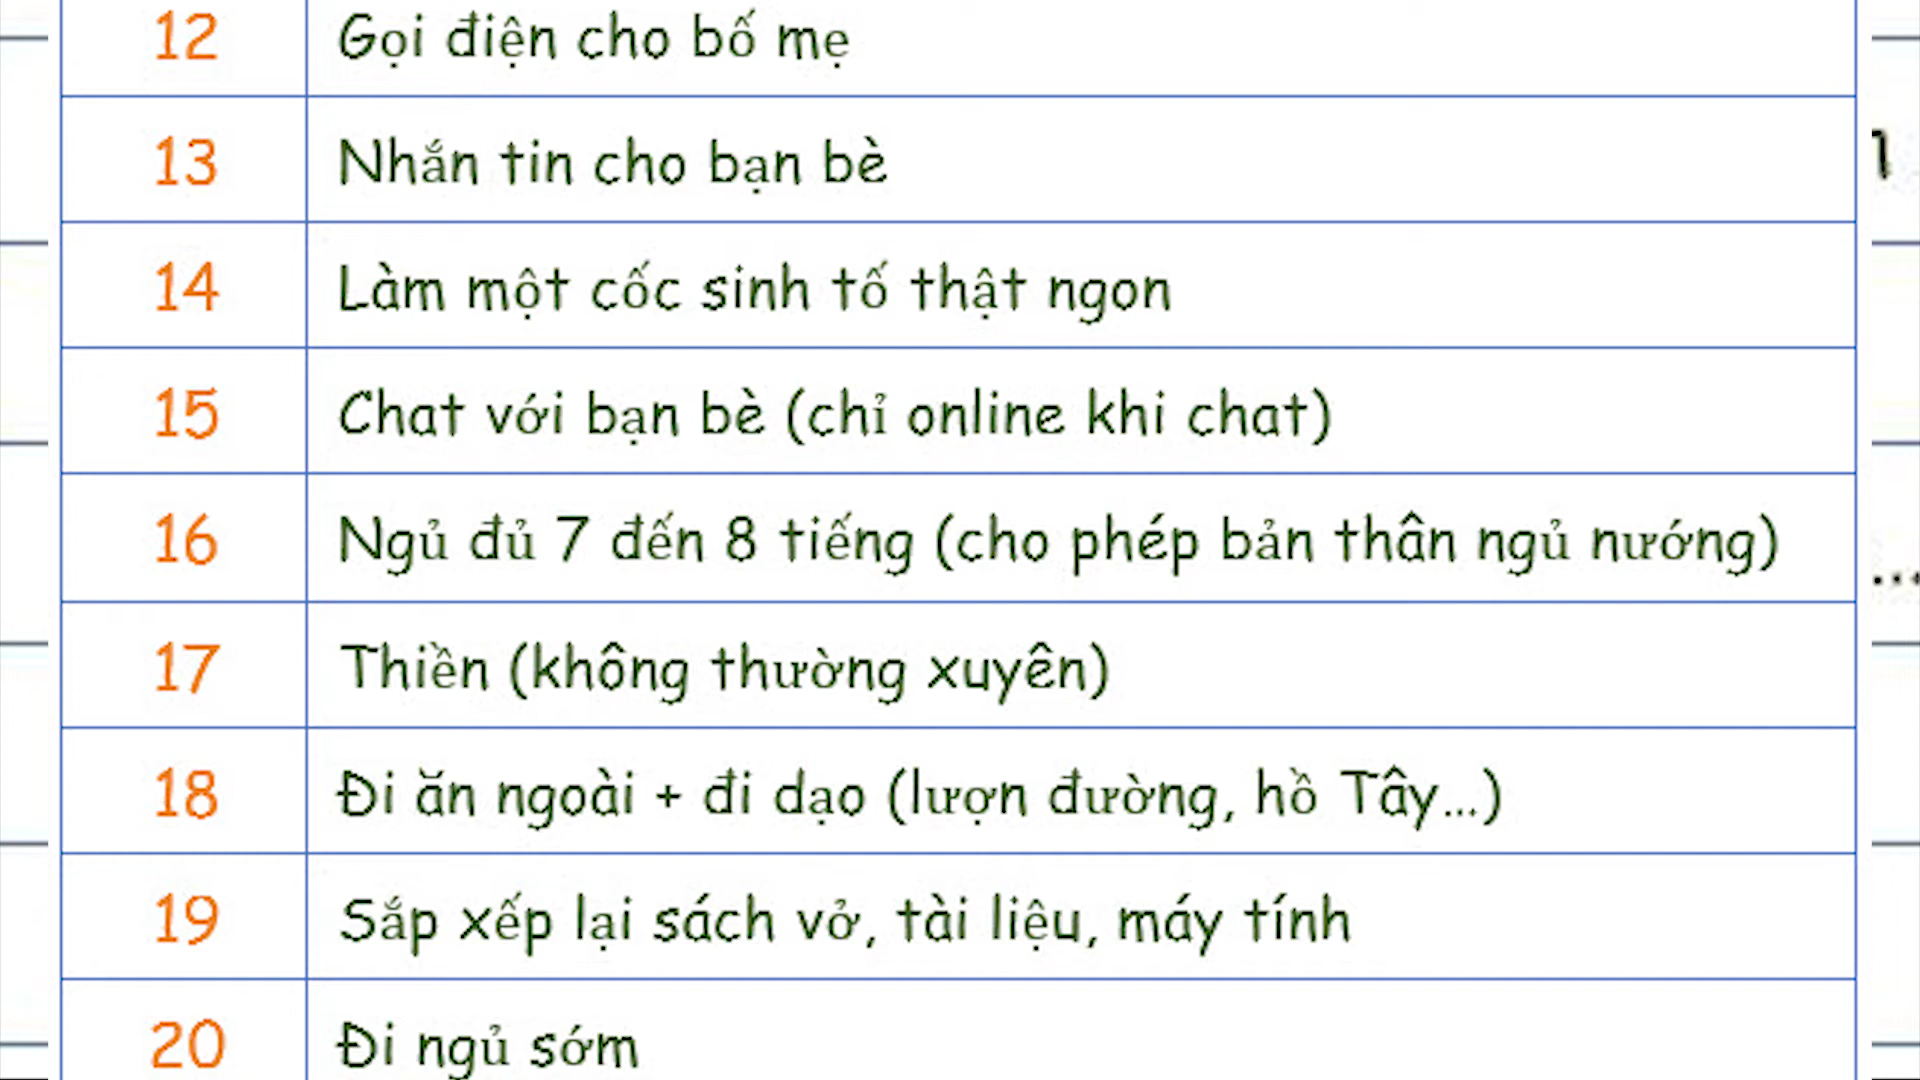 12 Gọi điện cho bố mẹ
13 Nhắn tin cho bạn bè
14 Làm một cốc sinh tố thật ngon
15 Chat với bạn bè (chỉ online khi chat)
16 Ngủ đủ 7 đến 8 tiếng (cho phép bản thân ngủ nướng)
17 Thiền (không thường xuyên)
18 Đi ăn ngoài + đi dạo (lượn đường, hồ Tây...)
19 Sắp xếp lại sách vở, tài liệu, máy tính
20 Đi ngủ sớm